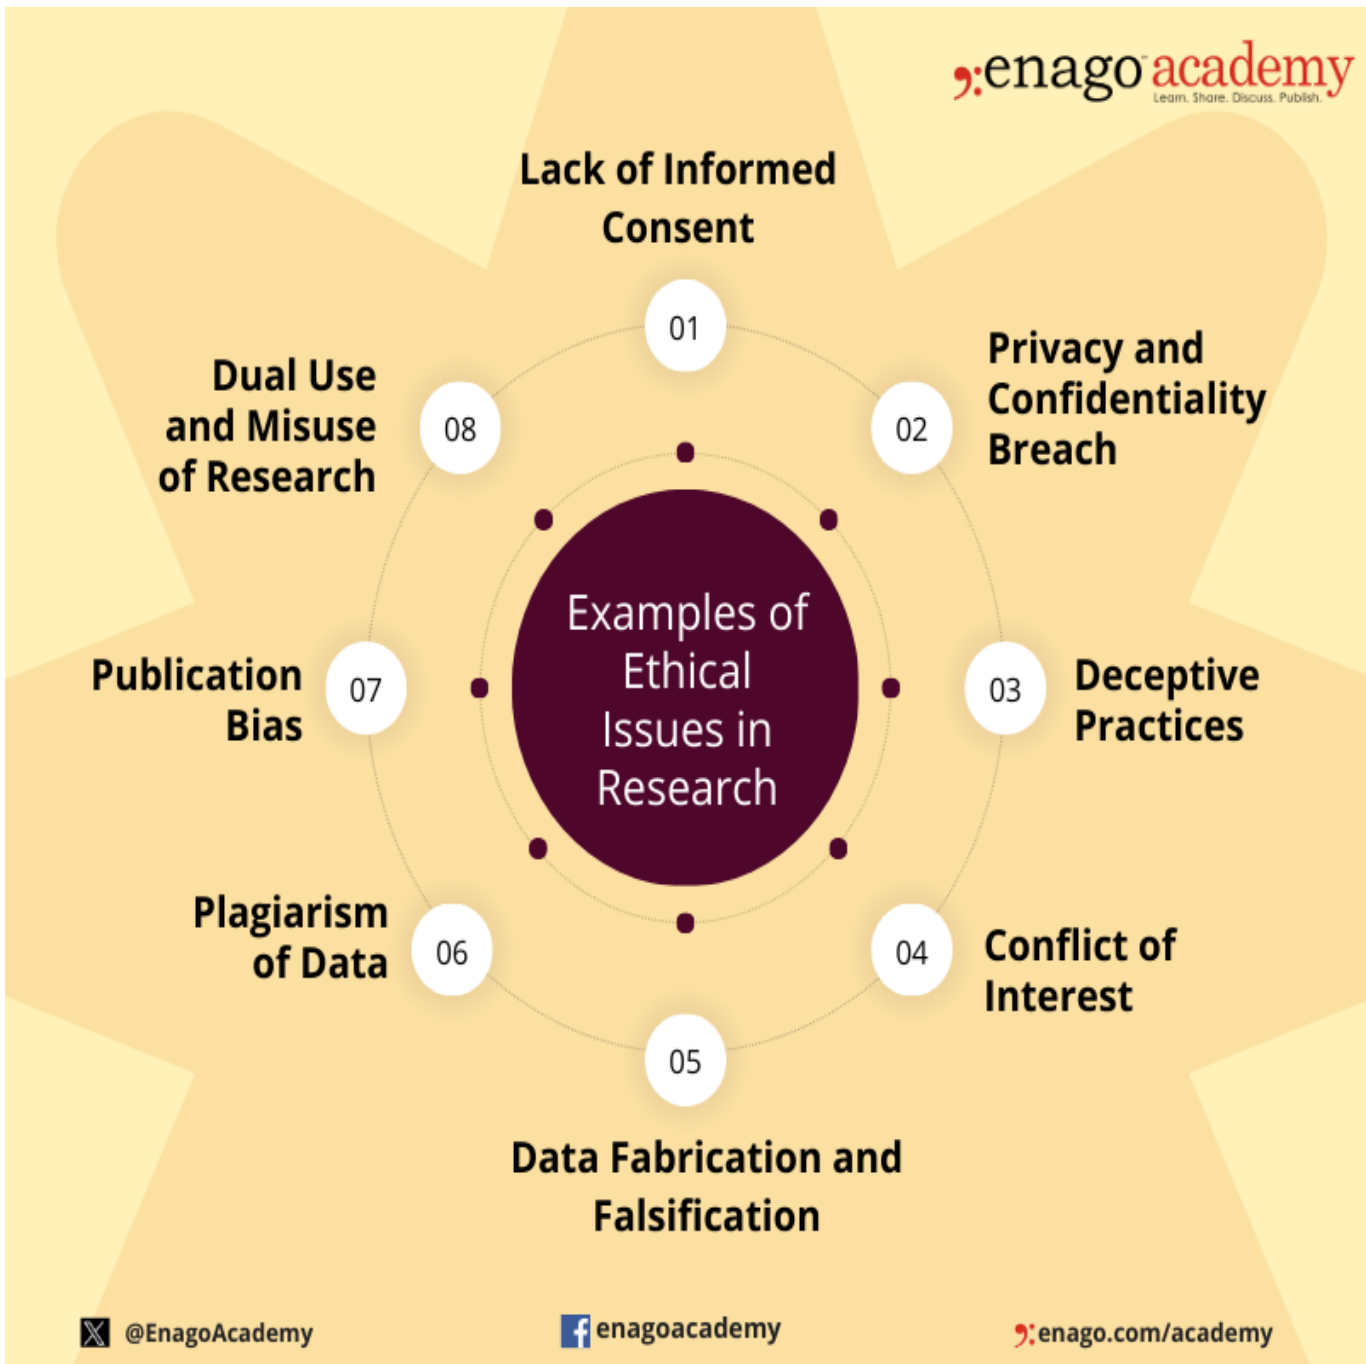 enago academy
Learn. Share. Discuss. Publish.
Lack of Informed
Consent
01
Privacy and
Confidentiality
Breach
02
Deceptive
Practices
03
Conflict of
Interest
04
Data Fabrication and
Falsification
05
Plagiarism
of Data
06
Publication
Bias
07
Dual Use
and Misuse
of Research
08
Examples of
Ethical
Issues in
Research
@EnagoAcademy
enagoacademy
enago.com/academy